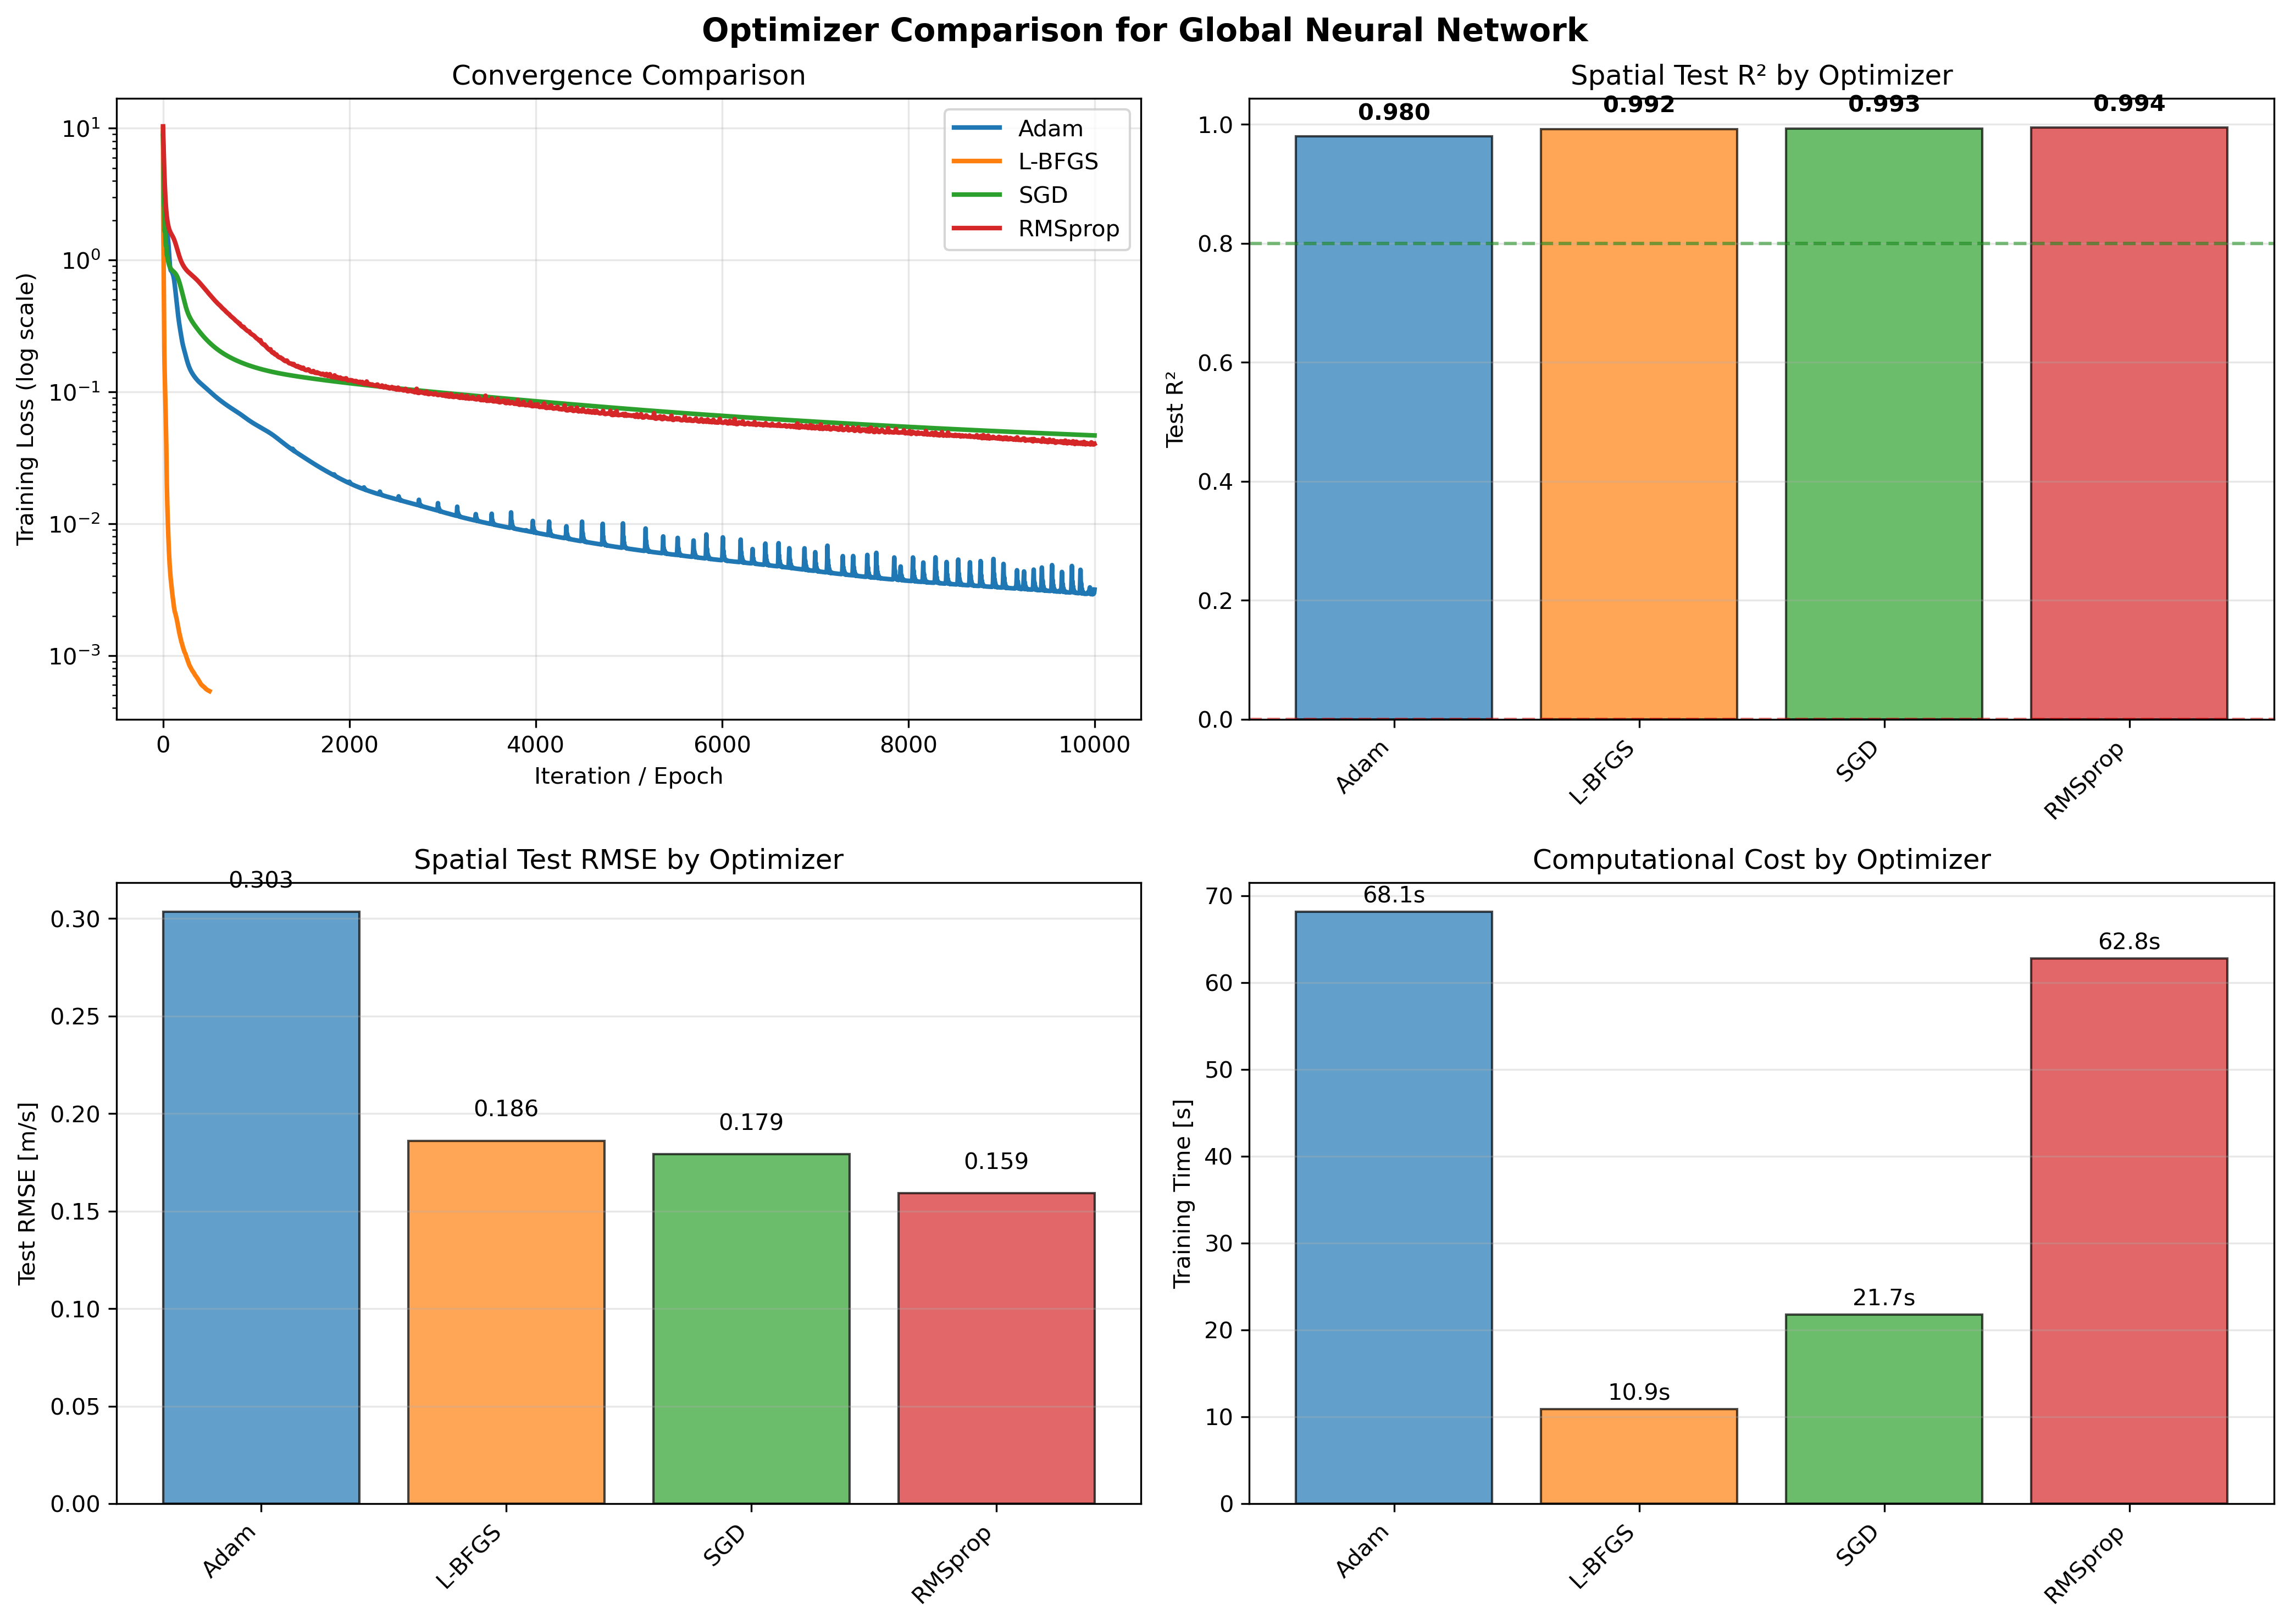 Optimizer Comparison for Global Neural Network
Convergence Comparison
Training Loss (log scale)
10¹
10⁰
10⁻¹
10⁻²
10⁻³
Adam
L-BFGS
SGD
RMSprop
0 2000 4000 6000 8000 10000
Iteration / Epoch
Spatial Test R² by Optimizer
Test R²
1.0
0.8
0.6
0.4
0.2
0.0
0.980 0.992 0.993 0.994
Adam L-BFGS SGD RMSprop
Spatial Test RMSE by Optimizer
Test RMSE [m/s]
0.30
0.25
0.20
0.15
0.10
0.05
0.00
0.303
0.186
0.179
0.159
Adam L-BFGS SGD RMSprop
Computational Cost by Optimizer
Training Time [s]
70
60
50
40
30
20
10
0
68.1s
10.9s
21.7s
62.8s
Adam L-BFGS SGD RMSprop